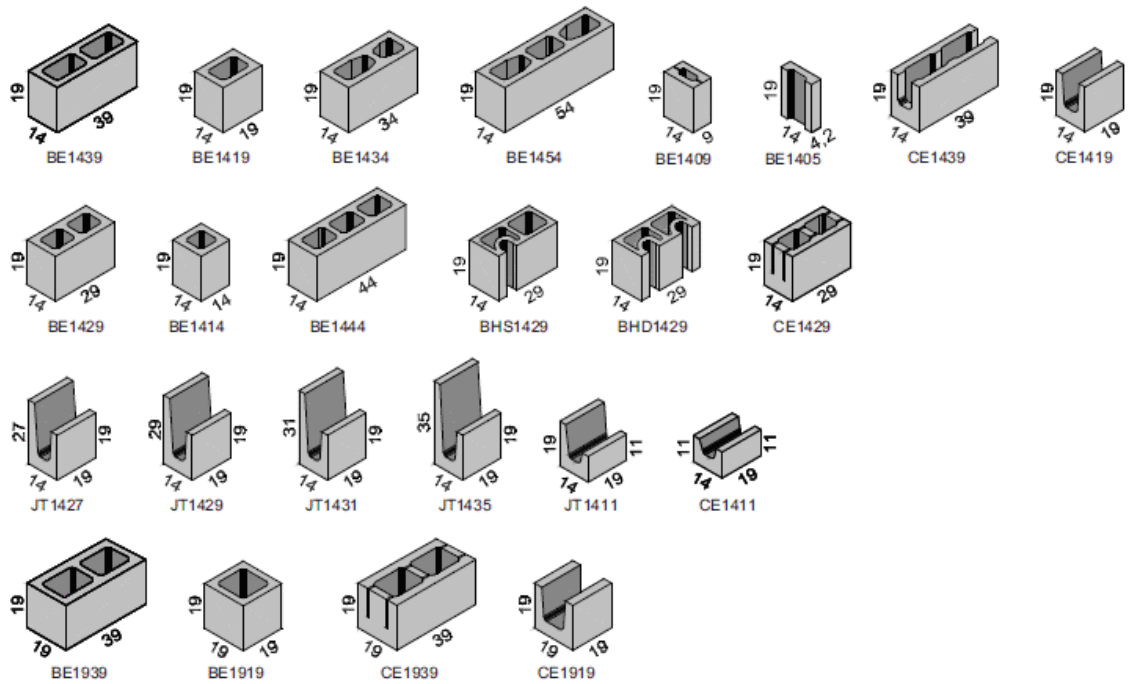 19 14 39 BE1439
19 14 19 BE1419
19 14 34 BE1434
19 14 54 BE1454
19 14 9 BE1409
19 14 4,2 BE1405
19 14 39 CE1439
19 14 19 CE1419
19 14 29 BE1429
19 14 14 BE1414
19 14 44 BE1444
19 14 29 BHS1429
19 14 29 BHD1429
19 14 29 CE1429
27 14 19 19 JT1427
29 14 19 19 JT1429
31 14 19 19 JT1431
35 14 19 19 JT1435
19 14 19 11 JT1411
11 14 19 11 CE1411
19 19 39 BE1939
19 19 19 BE1919
19 19 39 CE1939
19 19 19 CE1919